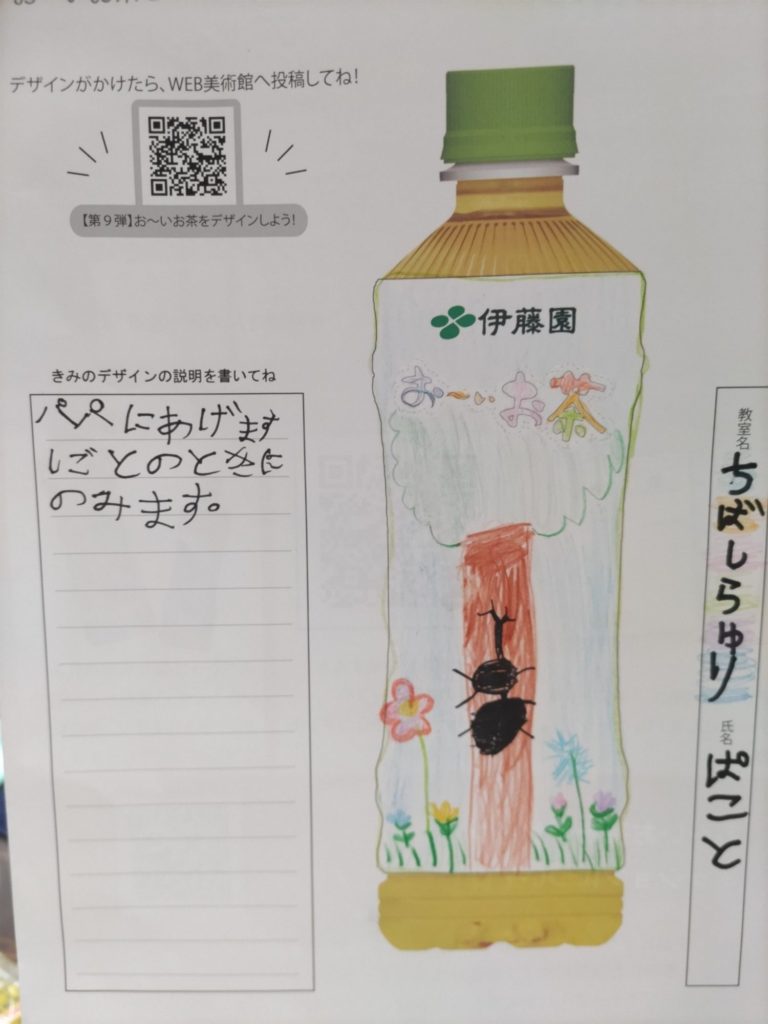 デザインがかけたら、WEB美術館へ投稿してね!
【第9弾】お～いお茶をデザインしよう!
伊藤園
お～いお茶
きみのデザインの説明を書いてね
パパにあげます
しごとのときに
のみます。
教室名
ちばしらゆり
氏名
ぱこと